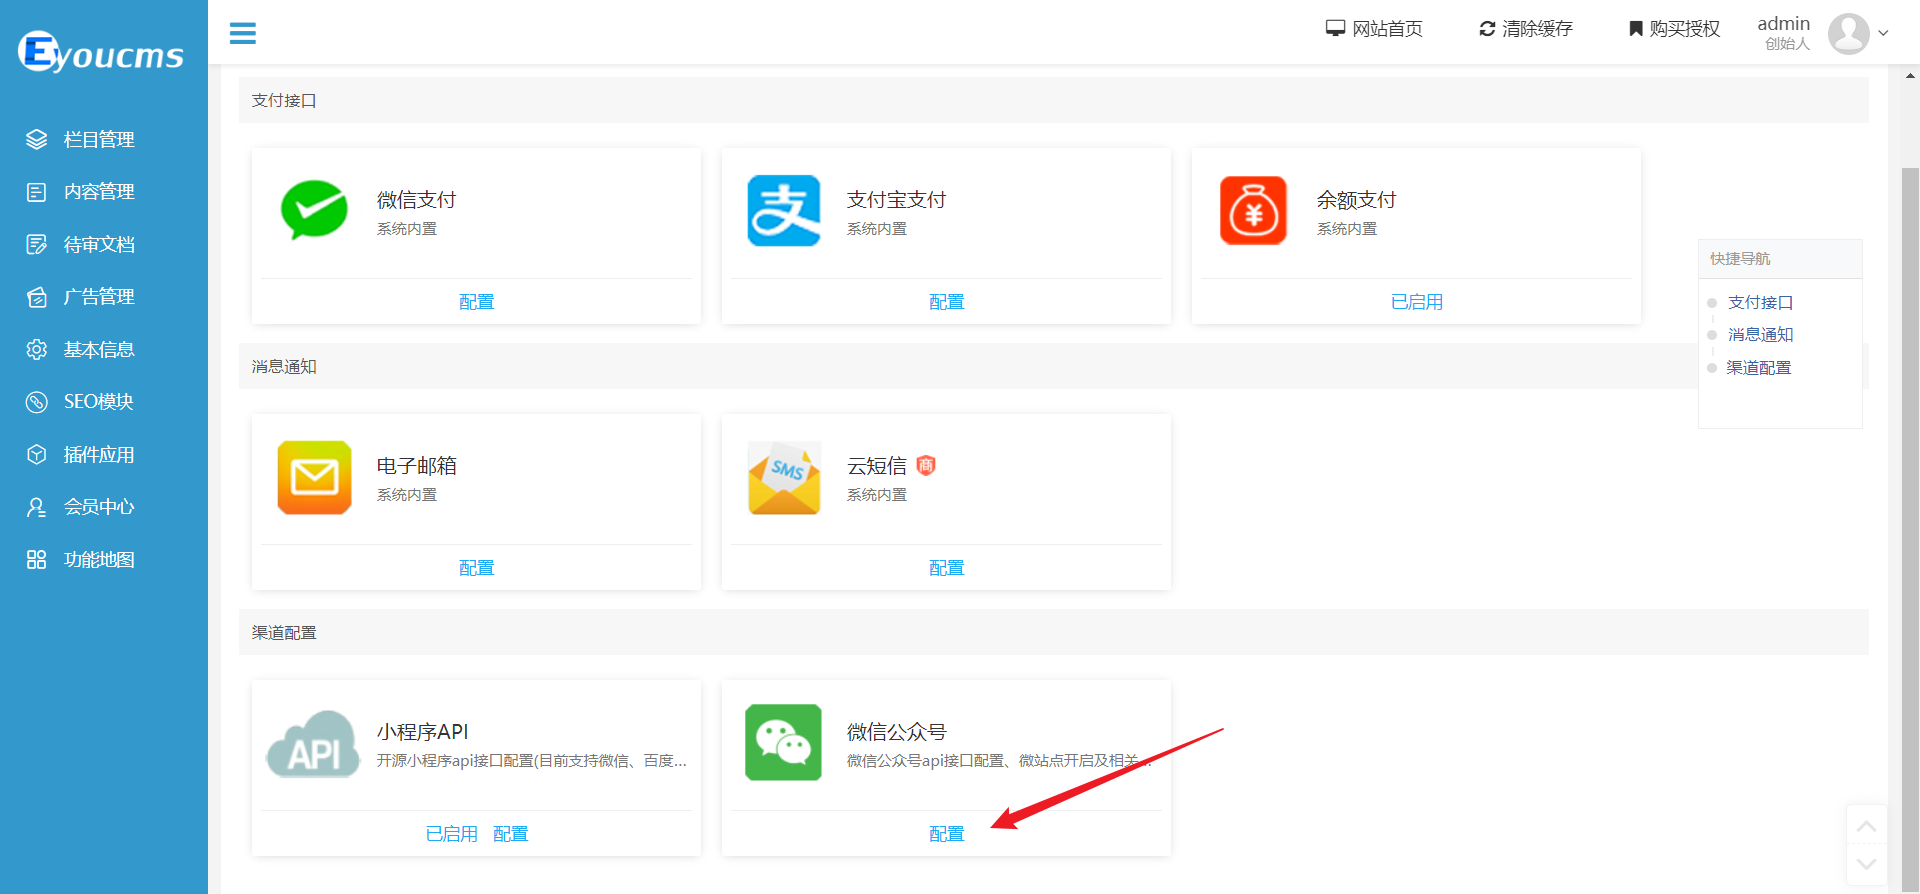 Eyoucms
网站首页
清除缓存
购买授权
admin
创始人
栏目管理
内容管理
待审文档
广告管理
基本信息
SEO模块
插件应用
会员中心
功能地图
支付接口
微信支付
系统内置
配置
支付宝支付
系统内置
配置
余额支付
系统内置
已启用
消息通知
电子邮箱
系统内置
配置
SMS
云短信 商
系统内置
配置
渠道配置
API
小程序API
开源小程序api接口配置(目前支持微信、百度...
已启用 配置
微信公众号
微信公众号api接口配置、微站点开启及相关...
配置
快捷导航
支付接口
消息通知
渠道配置